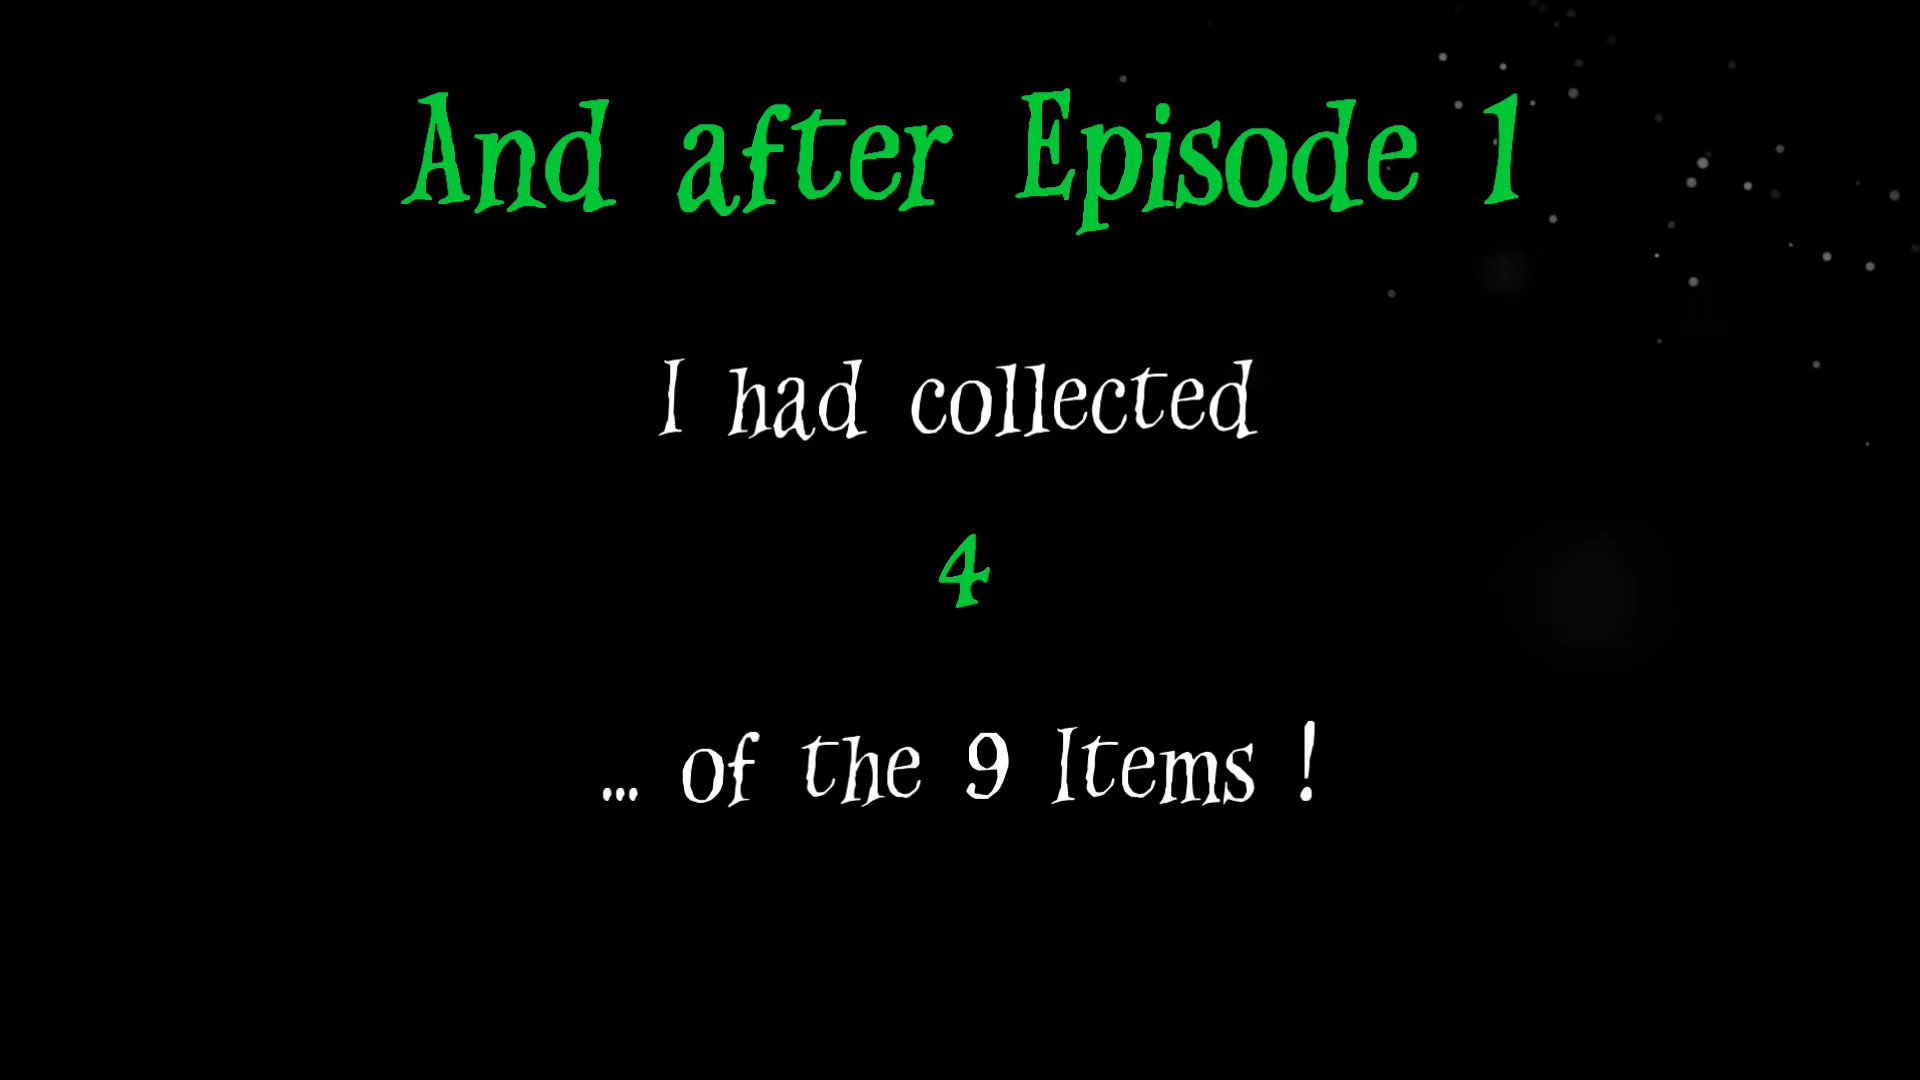 And after Episode 1
I had collected
4
... of the 9 Items !